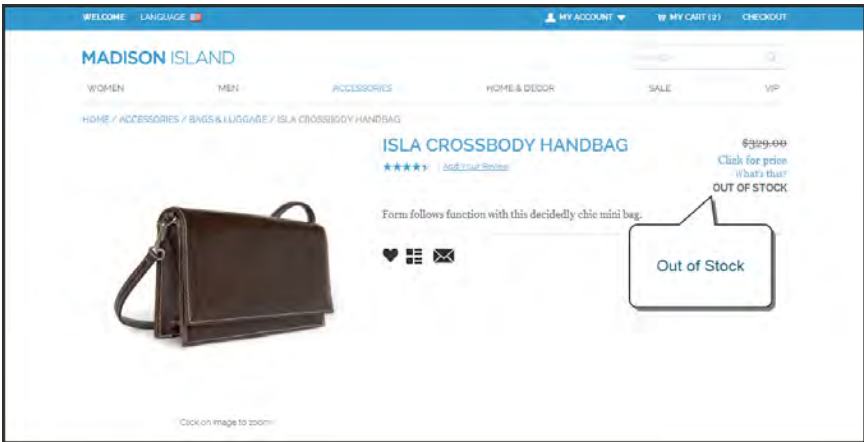 WELCOME LANGUAGE
MY ACCOUNT MY CART (2) CHECKOUT
MADISON ISLAND
WOMEN MEN ACCESSORIES HOME & DECOR SALE VIP
HOME / ACCESSORIES / BAGS & LUGGAGE / ISLA CROSSBODY HANDBAG
ISLA CROSSBODY HANDBAG
$329.00
Add Your Review
Click for price
What's this?
OUT OF STOCK
Form follows function with this decidedly chic mini bag.
Out of Stock
Click on image to zoom